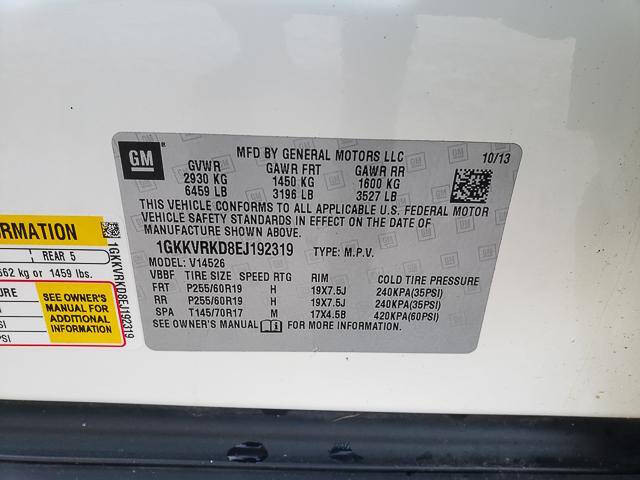 GM
MFD BY GENERAL MOTORS LLC 10/13
GVWR GAWR FRT GAWR RR
2930 KG 1450 KG 1600 KG
6459 LB 3196 LB 3527 LB
THIS VEHICLE CONFORMS TO ALL APPLICABLE U.S. FEDERAL MOTOR
VEHICLE SAFETY STANDARDS IN EFFECT ON THE DATE OF
MANUFACTURE SHOWN ABOVE.
1GKKVRKD8EJ192319 TYPE: M.P.V.
MODEL: V14526
VBBF TIRE SIZE SPEED RTG RIM COLD TIRE PRESSURE
FRT P255/60R19 H 19X7.5J 240KPA(35PSI)
RR P255/60R19 H 19X7.5J 240KPA(35PSI)
SPA T145/70R17 M 17X4.5B 420KPA(60PSI)
SEE OWNER'S MANUAL FOR MORE INFORMATION
REAR 5
kg or 1459 lbs.
SEE OWNER'S
MANUAL FOR
ADDITIONAL
INFORMATION
1GKKVRKD8EJ192319